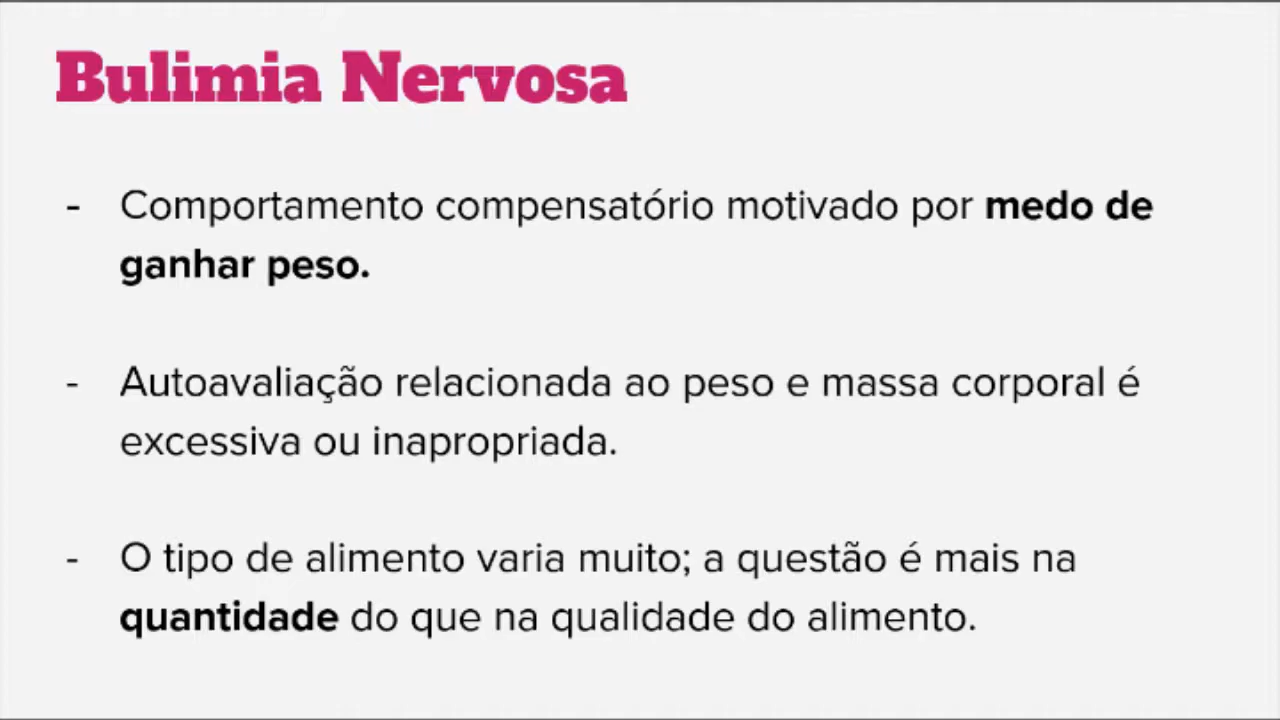 Bulimia Nervosa
- Comportamento compensatório motivado por medo de
ganhar peso.
- Autoavaliação relacionada ao peso e massa corporal é
excessiva ou inapropriada.
- O tipo de alimento varia muito; a questão é mais na
quantidade do que na qualidade do alimento.